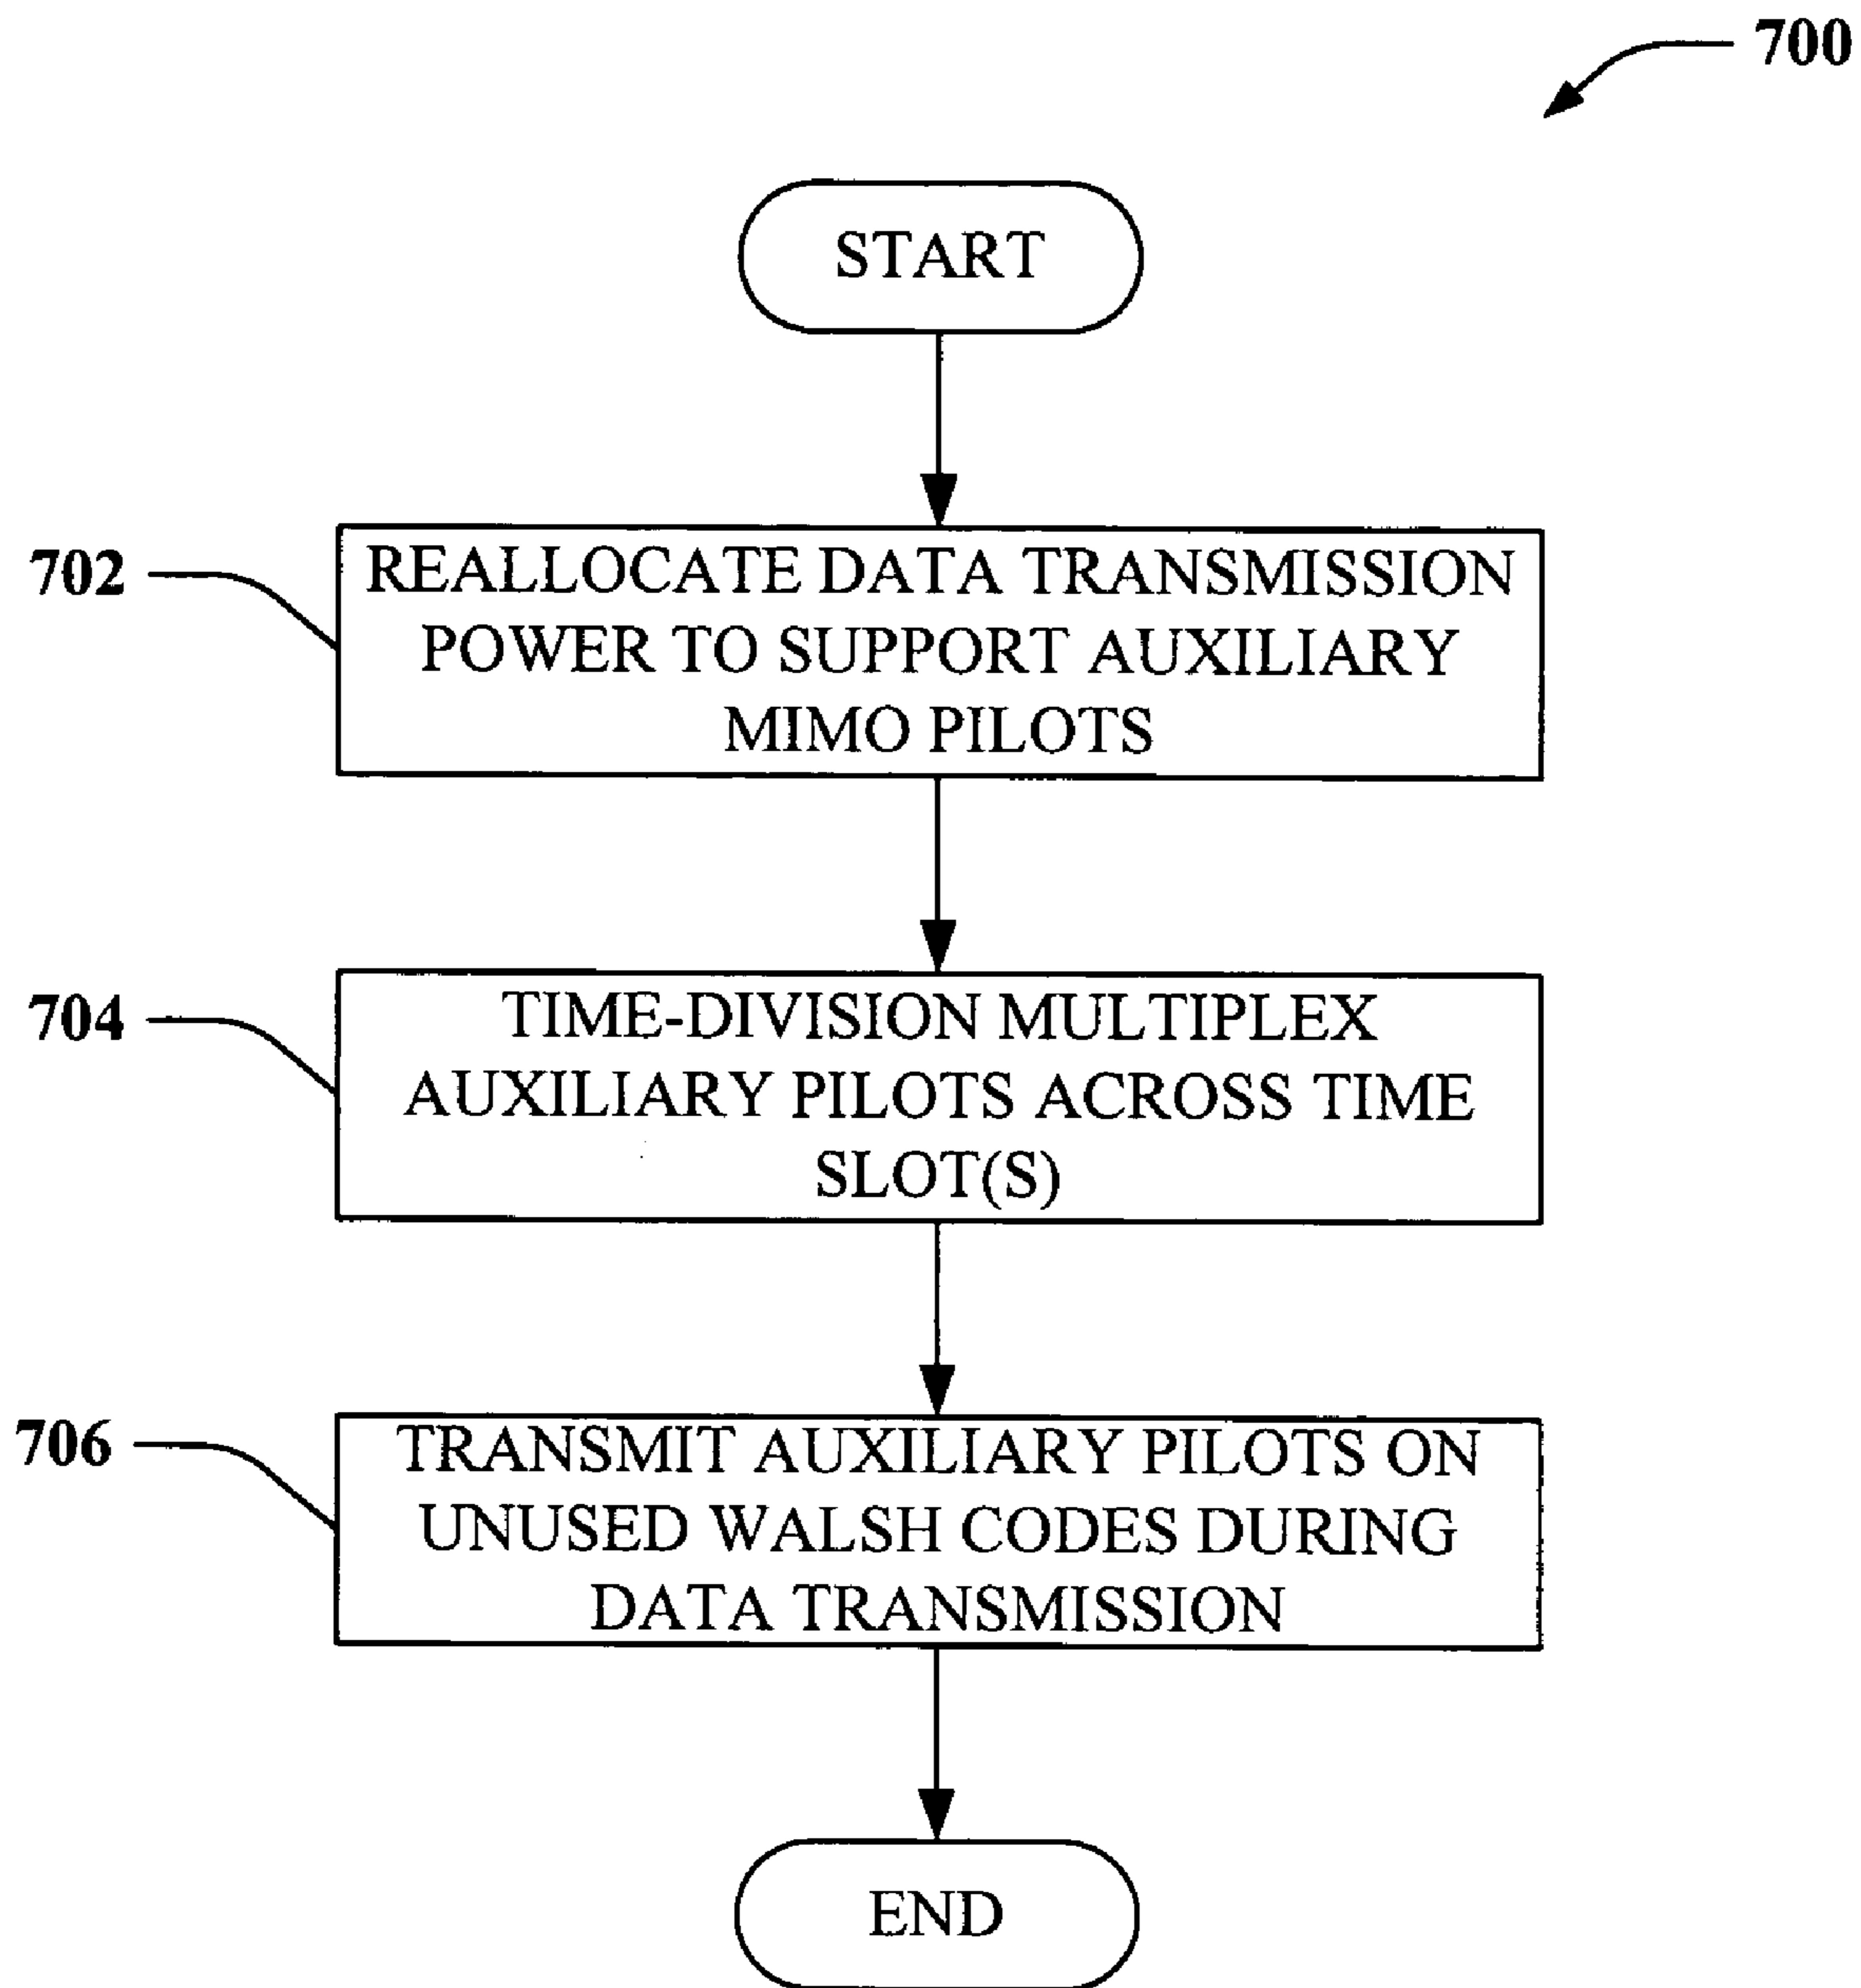 700
START
702
REALLOCATE DATA TRANSMISSION
POWER TO SUPPORT AUXILIARY
MIMO PILOTS
704
TIME-DIVISION MULTIPLEX
AUXILIARY PILOTS ACROSS TIME
SLOT(S)
706
TRANSMIT AUXILIARY PILOTS ON
UNUSED WALSH CODES DURING
DATA TRANSMISSION
END